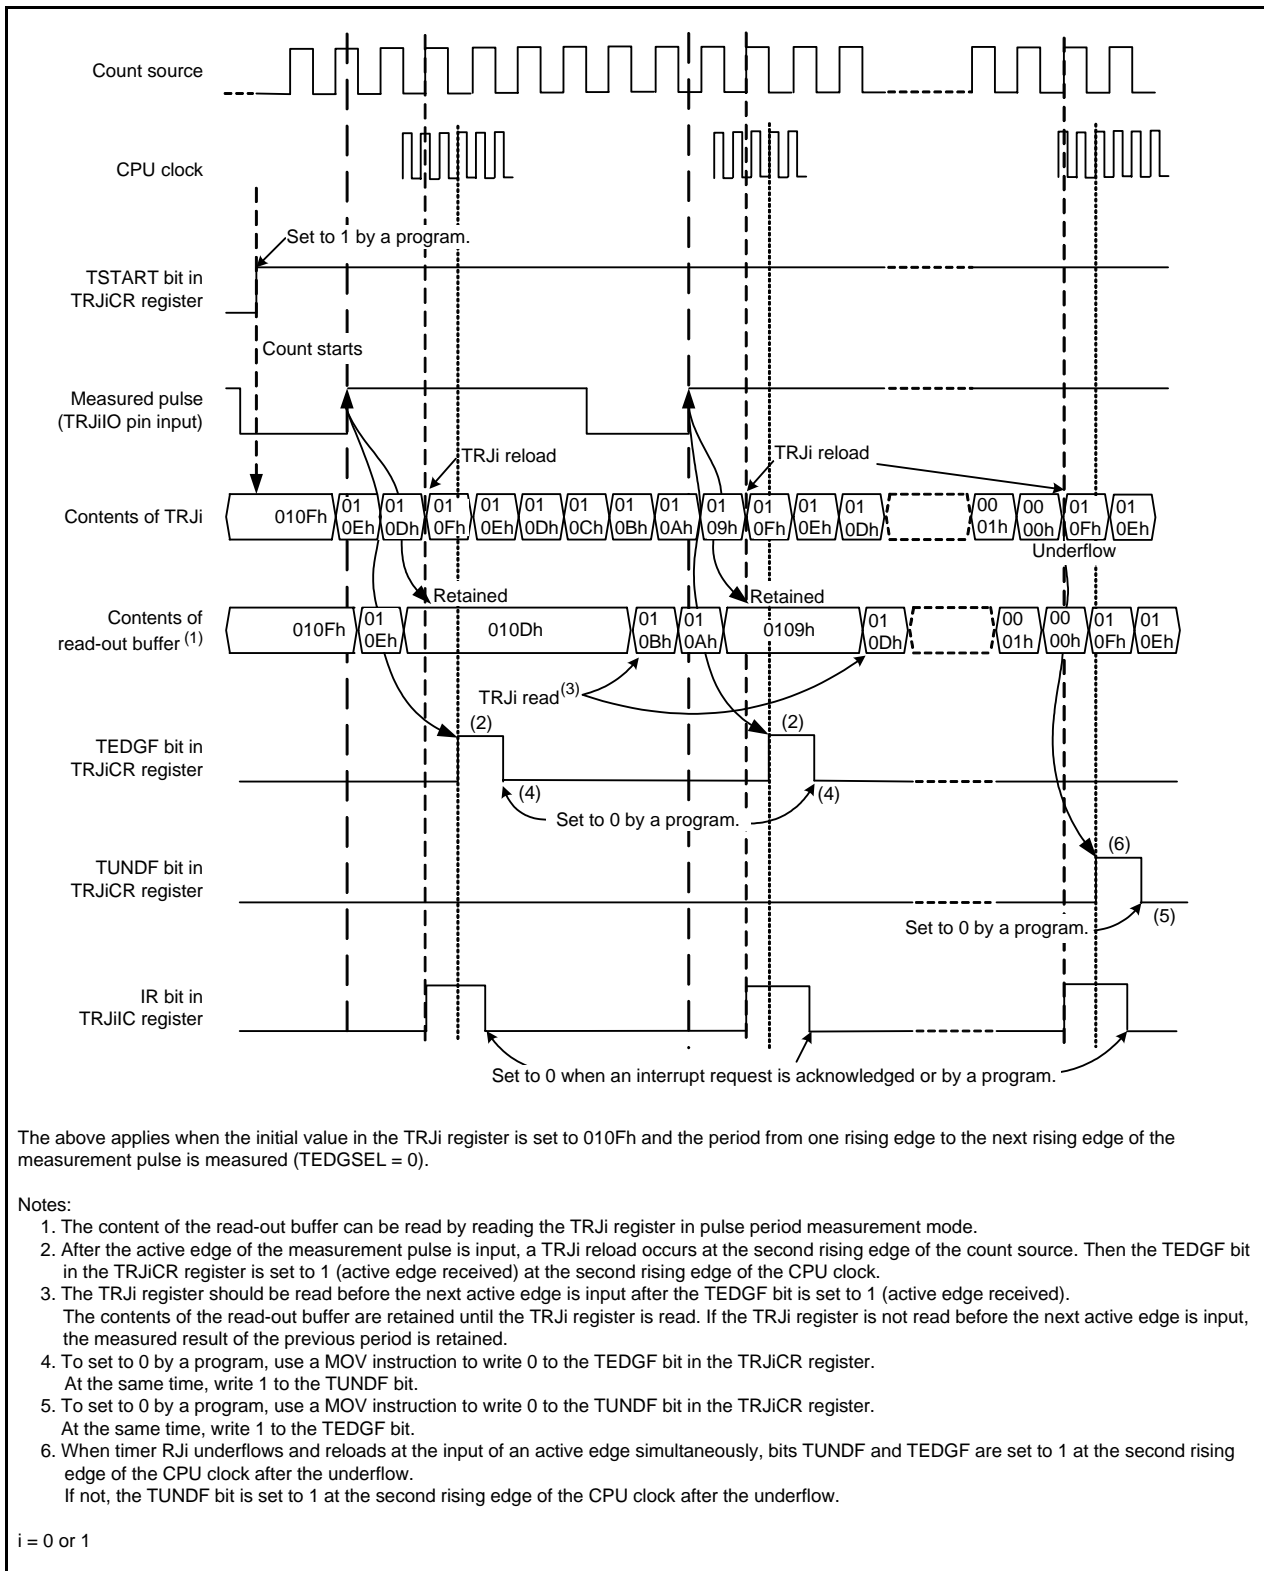 Count source
CPU clock
Set to 1 by a program.
TSTART bit in
TRJiCR register
Count starts
Measured pulse
(TRJiIO pin input)
TRJi reload
TRJi reload
Contents of TRJi
010Fh
01
0Eh
01
0Dh
01
0Fh
01
0Eh
01
0Dh
01
0Ch
01
0Bh
01
0Ah
01
09h
01
0Fh
01
0Eh
01
0Dh
00
01h
00
00h
01
0Fh
01
0Eh
Underflow
Retained
Retained
Contents of
read-out buffer (1)
010Fh
01
0Eh
010Dh
01
0Bh
01
0Ah
0109h
01
0Dh
00
01h
00
00h
01
0Fh
01
0Eh
TRJi read(3)
(2)
(2)
TEDGF bit in
TRJiCR register
(4)
(4)
Set to 0 by a program.
(6)
TUNDF bit in
TRJiCR register
(5)
Set to 0 by a program.
IR bit in
TRJiIC register
Set to 0 when an interrupt request is acknowledged or by a program.
The above applies when the initial value in the TRJi register is set to 010Fh and the period from one rising edge to the next rising edge of the
measurement pulse is measured (TEDGSEL = 0).
Notes:
1. The content of the read-out buffer can be read by reading the TRJi register in pulse period measurement mode.
2. After the active edge of the measurement pulse is input, a TRJi reload occurs at the second rising edge of the count source. Then the TEDGF bit
in the TRJiCR register is set to 1 (active edge received) at the second rising edge of the CPU clock.
3. The TRJi register should be read before the next active edge is input after the TEDGF bit is set to 1 (active edge received).
The contents of the read-out buffer are retained until the TRJi register is read. If the TRJi register is not read before the next active edge is input,
the measured result of the previous period is retained.
4. To set to 0 by a program, use a MOV instruction to write 0 to the TEDGF bit in the TRJiCR register.
At the same time, write 1 to the TUNDF bit.
5. To set to 0 by a program, use a MOV instruction to write 0 to the TUNDF bit in the TRJiCR register.
At the same time, write 1 to the TEDGF bit.
6. When timer RJi underflows and reloads at the input of an active edge simultaneously, bits TUNDF and TEDGF are set to 1 at the second rising
edge of the CPU clock after the underflow.
If not, the TUNDF bit is set to 1 at the second rising edge of the CPU clock after the underflow.
i = 0 or 1